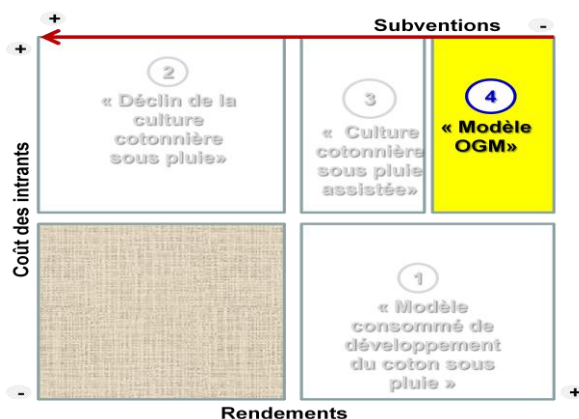 +
Subventions
-
+
2
« Déclin de la
culture
cotonnière
sous pluie»
3
« Culture
cotonnière
sous pluie
assistée»
4
« Modèle
OGM»
Coût des intrants
1
« Modèle
consommé de
développement
du coton sous
pluie »
-
+
Rendements